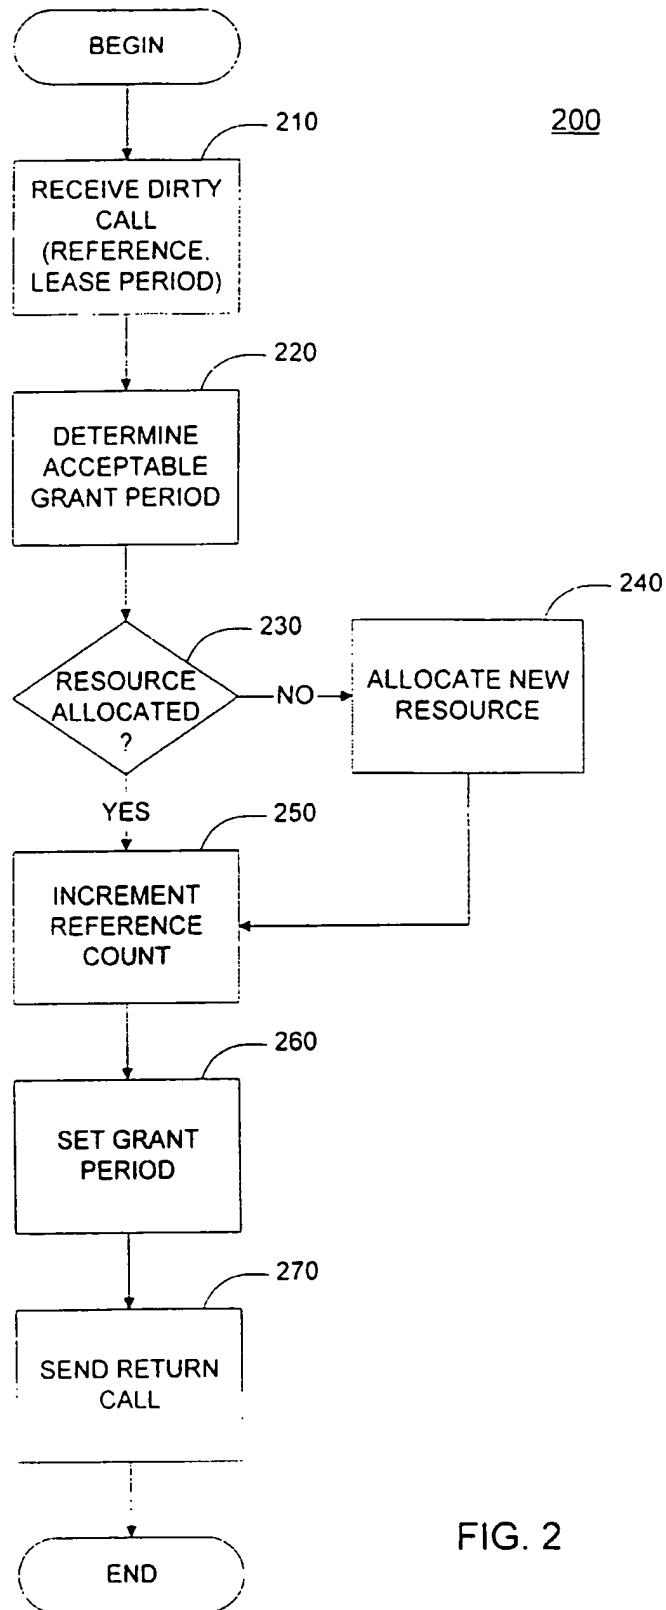 BEGIN
210
200
RECEIVE DIRTY
CALL
(REFERENCE.
LEASE PERIOD)
220
DETERMINE
ACCEPTABLE
GRANT PERIOD
230
RESOURCE
ALLOCATED
?
NO
240
ALLOCATE NEW
RESOURCE
YES
250
INCREMENT
REFERENCE
COUNT
260
SET GRANT
PERIOD
270
SEND RETURN
CALL
END
FIG. 2